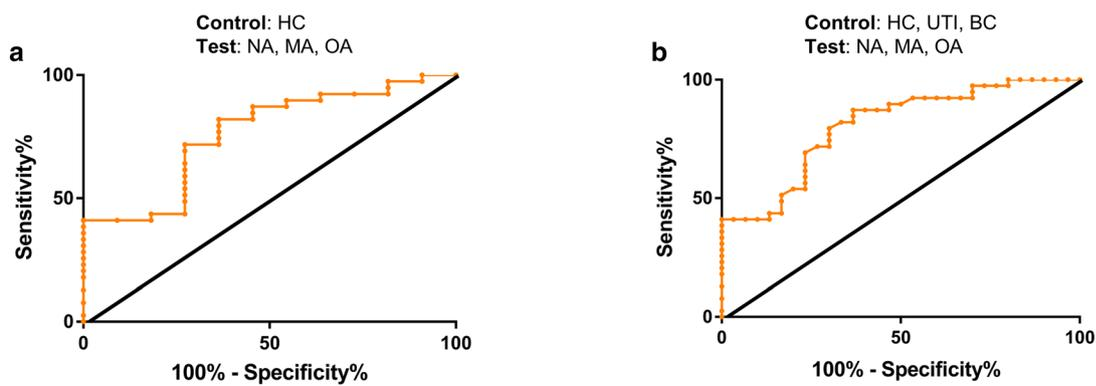 a
Control: HC
Test: NA, MA, OA
100
50
0
Sensitivity%
0 50 100
100% - Specificity%
b
Control: HC, UTI, BC
Test: NA, MA, OA
100
50
0
Sensitivity%
0 50 100
100% - Specificity%